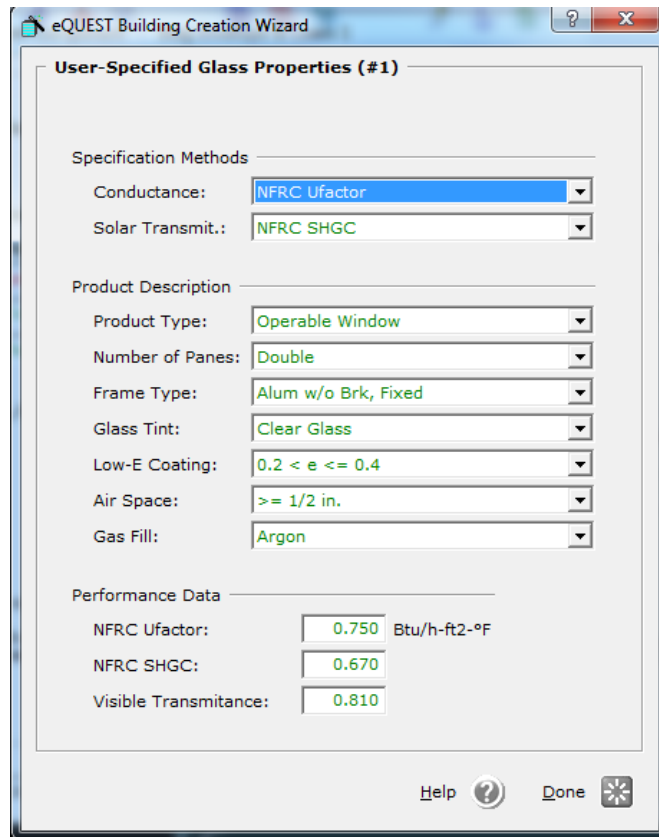 eQUEST Building Creation Wizard
User-Specified Glass Properties (#1)
Specification Methods
Conductance: NFRC Ufactor
Solar Transmit.: NFRC SHGC
Product Description
Product Type: Operable Window
Number of Panes: Double
Frame Type: Alum w/o Brk, Fixed
Glass Tint: Clear Glass
Low-E Coating: 0.2 < e <= 0.4
Air Space: >= 1/2 in.
Gas Fill: Argon
Performance Data
NFRC Ufactor: 0.750 Btu/h-ft2-°F
NFRC SHGC: 0.670
Visible Transmitance: 0.810
Help ? Done